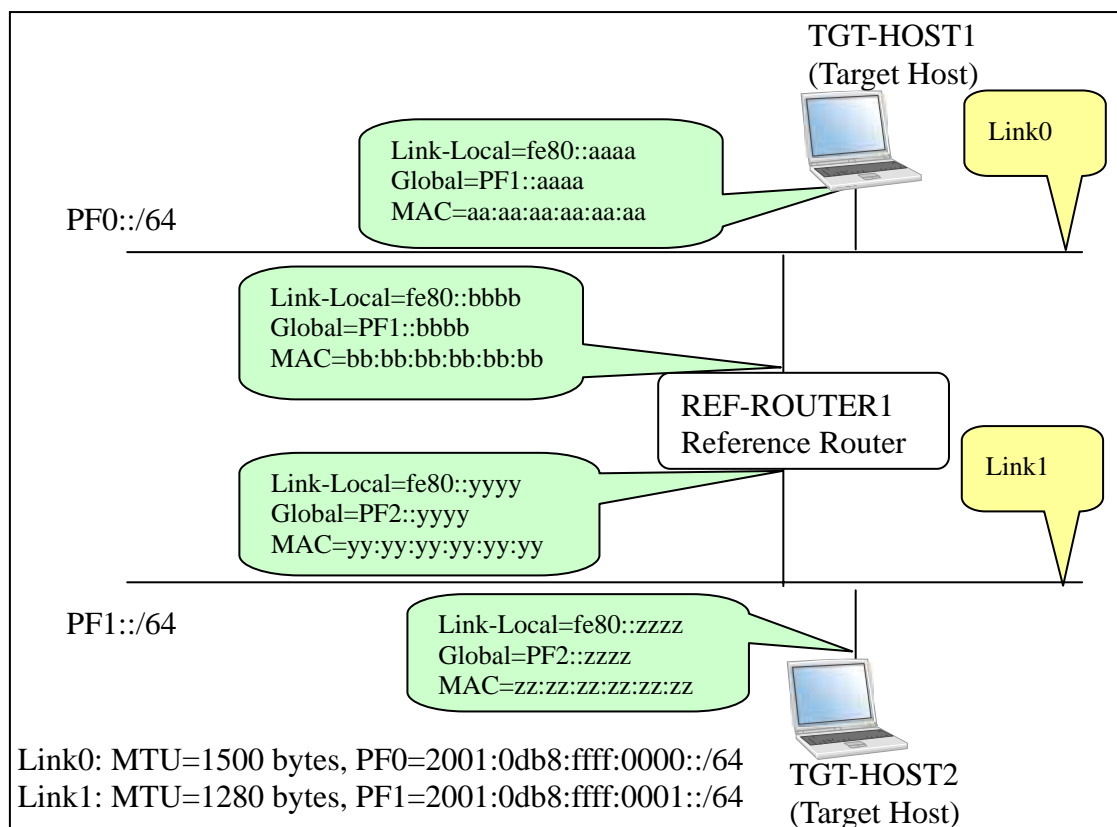 TGT-HOST1
(Target Host)
Link0
Link-Local=fe80::aaaa
Global=PF1::aaaa
MAC=aa:aa:aa:aa:aa:aa
PF0::/64
Link-Local=fe80::bbbb
Global=PF1::bbbb
MAC=bb:bb:bb:bb:bb:bb
REF-ROUTER1
Reference Router
Link1
Link-Local=fe80::yyyy
Global=PF2::yyyy
MAC=yy:yy:yy:yy:yy:yy
PF1::/64
Link-Local=fe80::zzzz
Global=PF2::zzzz
MAC=zz:zz:zz:zz:zz:zz
Link0: MTU=1500 bytes, PF0=2001:0db8:ffff:0000::/64
Link1: MTU=1280 bytes, PF1=2001:0db8:ffff:0001::/64
TGT-HOST2
(Target Host)